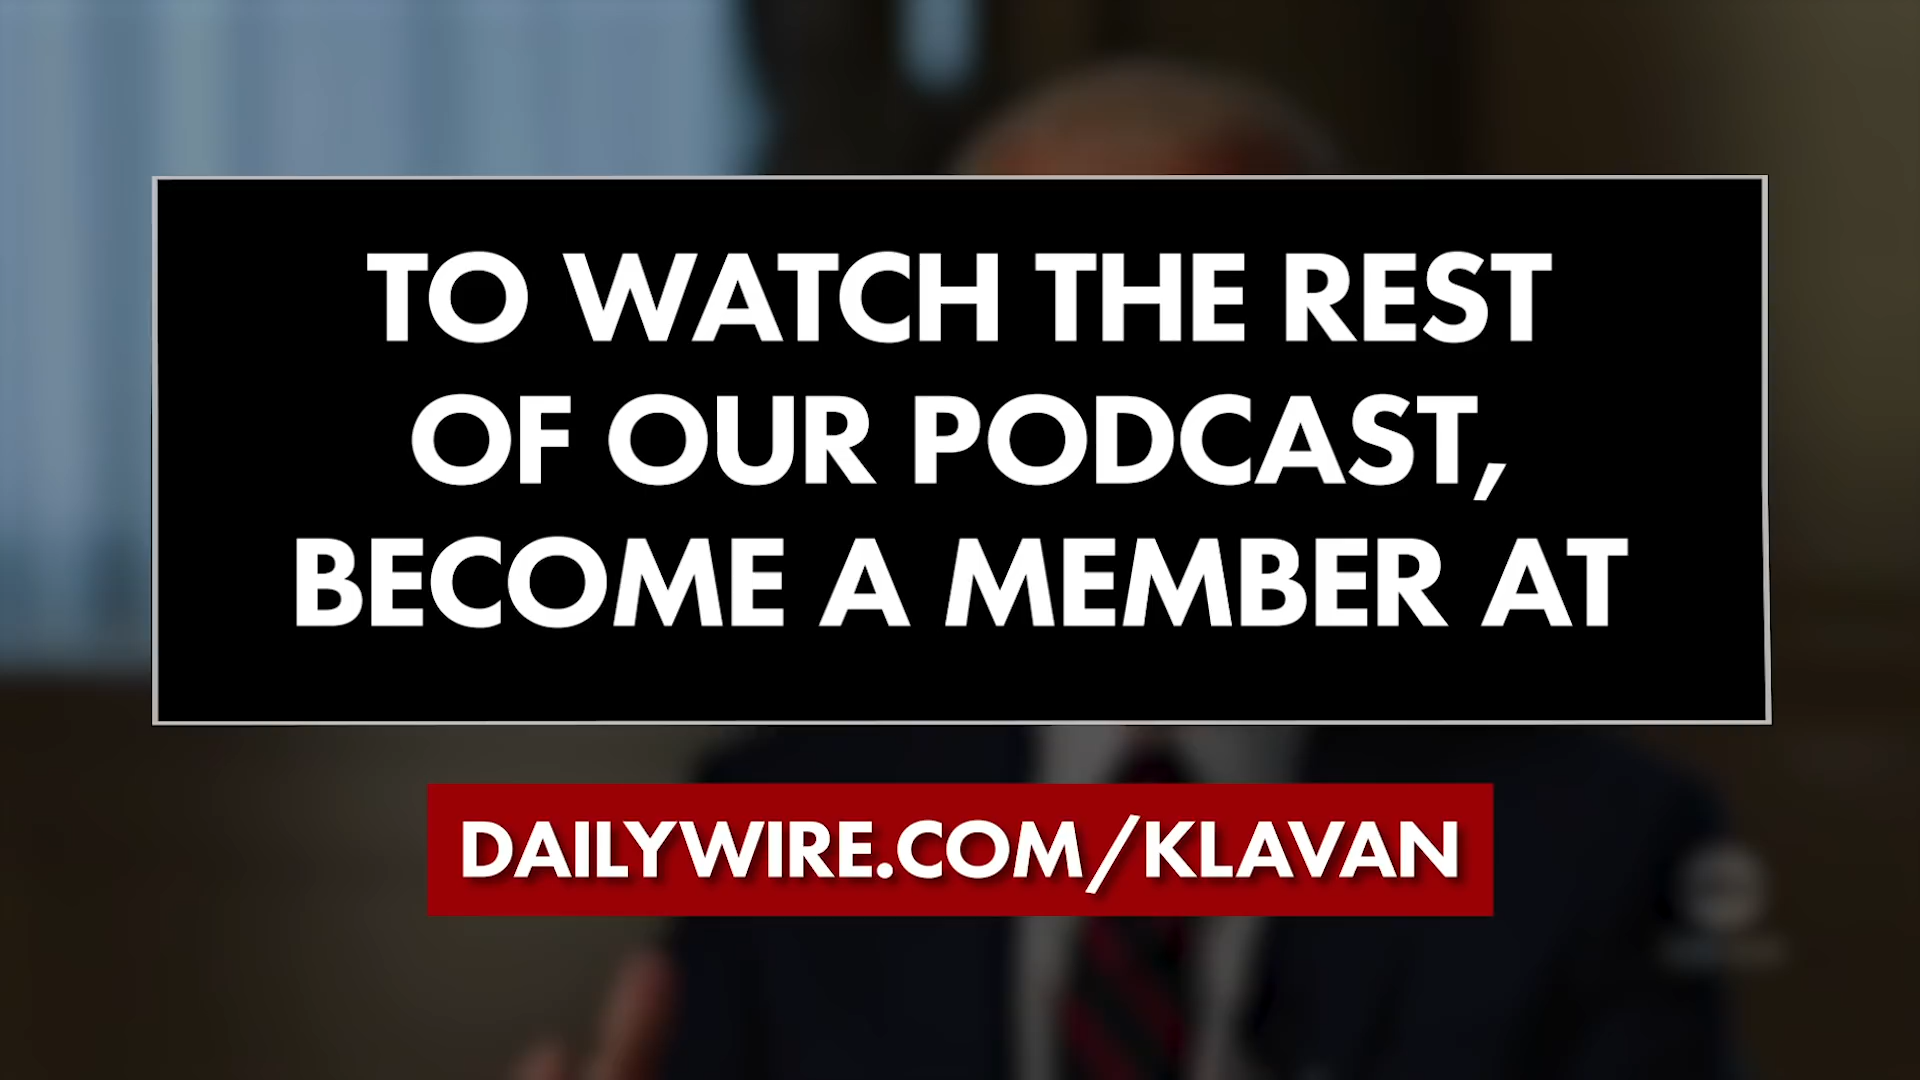 TO WATCH THE REST
OF OUR PODCAST,
BECOME A MEMBER AT
DAILYWIRE.COM/KLAVAN